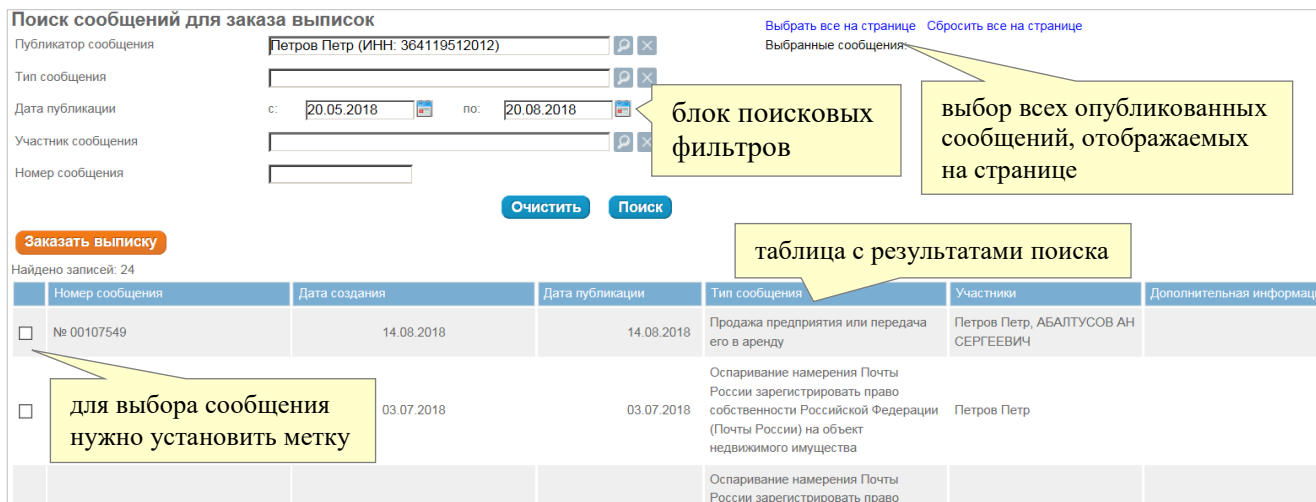 Поиск сообщений для заказа выписок
Выбрать все на странице Сбросить все на странице
Публикатор сообщения Петров Петр (ИНН: 364119512012)
Выбранные сообщения:
Тип сообщения
Дата публикации с: 20.05.2018 по: 20.08.2018
блок поисковых
фильтров
выбор всех опубликованных
сообщений, отображаемых
на странице
Участник сообщения
Номер сообщения
Очистить Поиск
Заказать выписку
таблица с результатами поиска
Найдено записей: 24
Номер сообщения Дата создания Дата публикации Тип сообщения Участники Дополнительная информац
№ 00107549 14.08.2018 14.08.2018
Продажа предприятия или передача
его в аренду
Петров Петр, АБАЛТУСОВ АН
СЕРГЕЕВИЧ
для выбора сообщения
нужно установить метку
03.07.2018 03.07.2018
Оспаривание намерения Почты
России зарегистрировать право
собственности Российской Федерации
(Почты России) на объект
недвижимого имущества
Петров Петр
Оспаривание намерения Почты
России зарегистрировать право